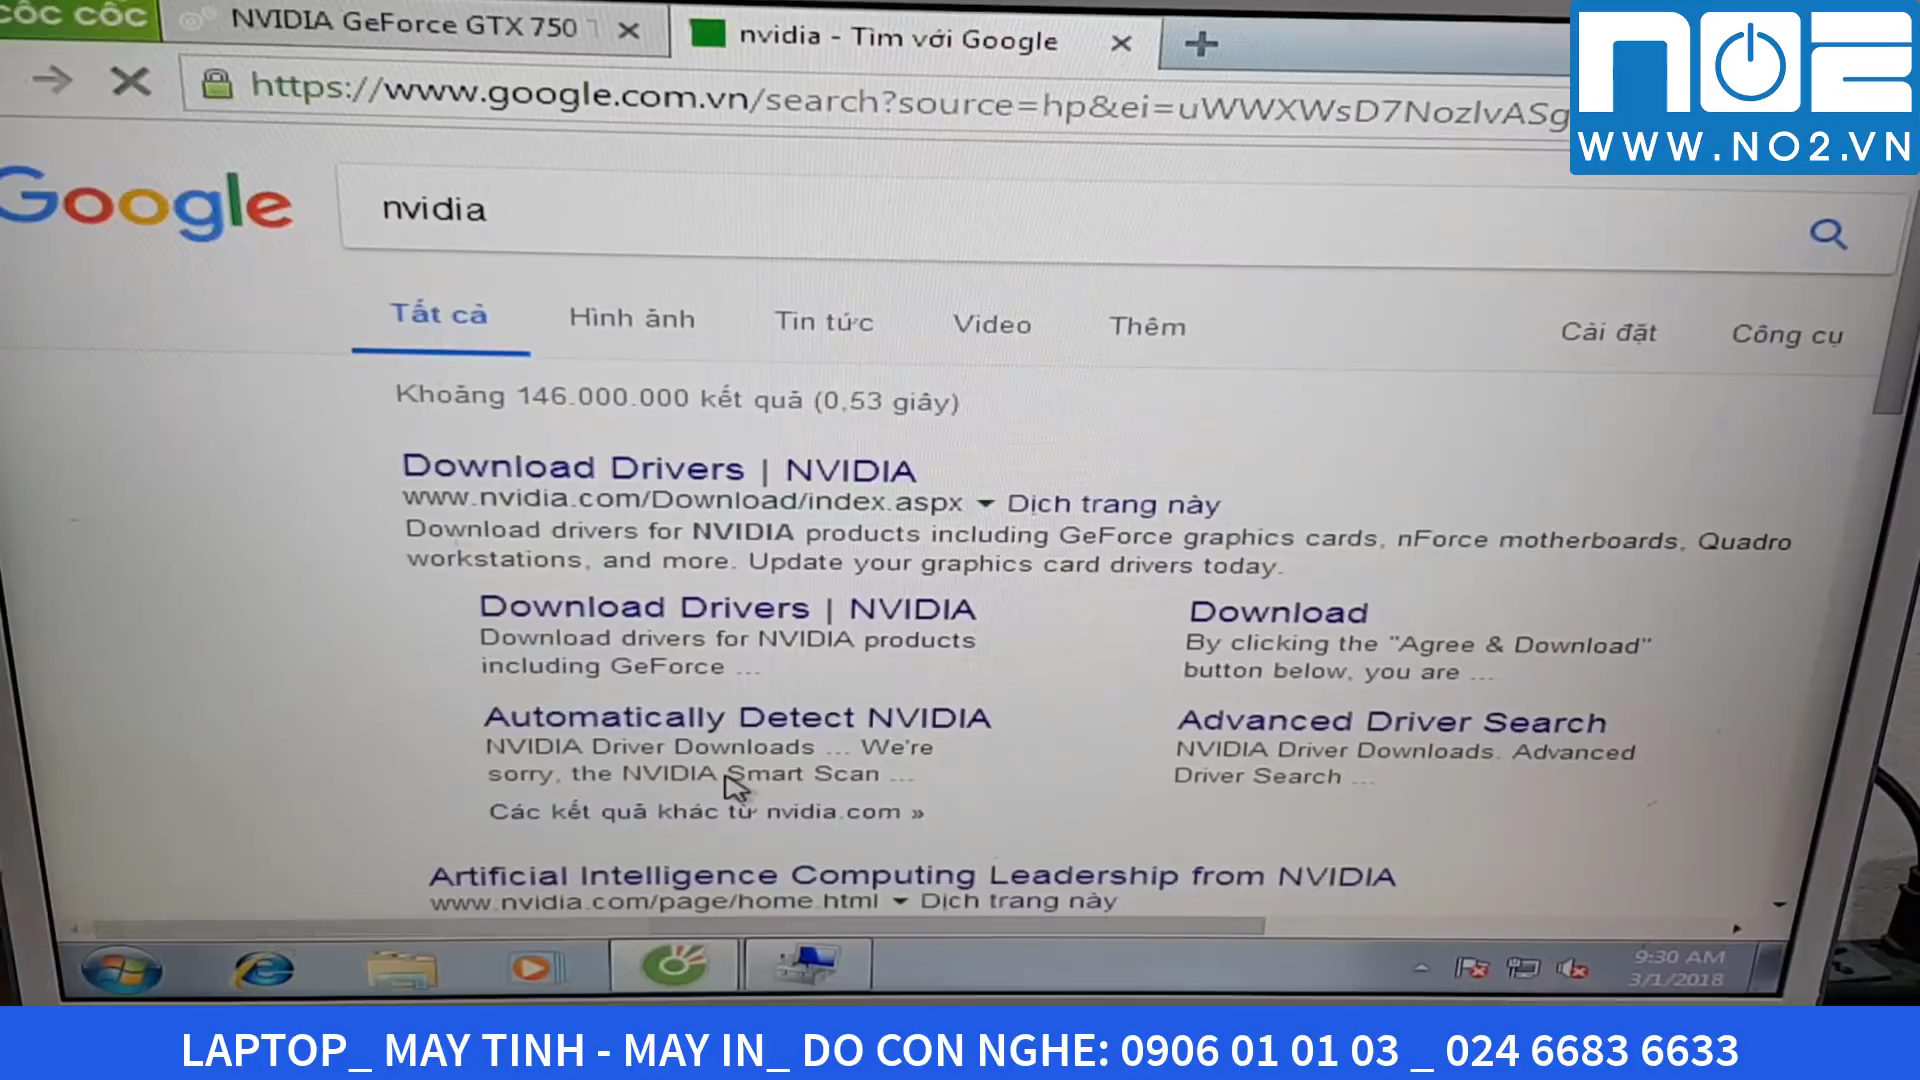 CỐC CỐC
NVIDIA GeForce GTX 750
nvidia - Tìm với Google
https://www.google.com.vn/search?source=hp&ei=uWWXWsD7NozlvASg
NO2
WWW.NO2.VN
Google
nvidia
Tất cả Hình ảnh Tin tức Video Thêm Cài đặt Công cụ
Khoảng 146.000.000 kết quả (0,53 giây)
Download Drivers | NVIDIA
www.nvidia.com/Download/index.aspx Dịch trang này
Download drivers for NVIDIA products including GeForce graphics cards, nForce motherboards, Quadro
workstations, and more. Update your graphics card drivers today.
Download Drivers | NVIDIA
Download drivers for NVIDIA products
including GeForce ...
Download
By clicking the "Agree & Download"
button below, you are ...
Automatically Detect NVIDIA
NVIDIA Driver Downloads ... We're
sorry, the NVIDIA Smart Scan ...
Advanced Driver Search
NVIDIA Driver Downloads. Advanced
Driver Search ...
Các kết quả khác từ nvidia.com »
Artificial Intelligence Computing Leadership from NVIDIA
www.nvidia.com/page/home.html Dịch trang này
9:30 AM
3/1/2018
LAPTOP_ MAY TINH - MAY IN_ DO CON NGHE: 0906 01 01 03 _ 024 6683 6633